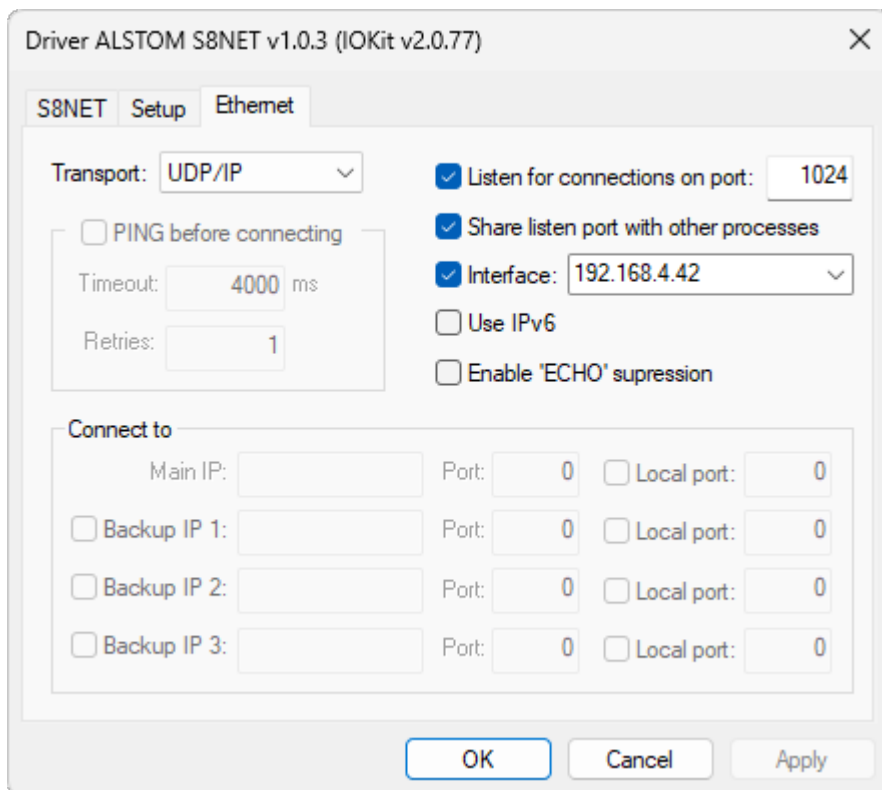 Driver ALSTOM S8NET v1.0.3 (IOKit v2.0.77)
S8NET Setup Ethernet
Transport: UDP/IP
Listen for connections on port: 1024
PING before connecting
Share listen port with other processes
Timeout: 4000 ms
Interface: 192.168.4.42
Retries: 1
Use IPv6
Enable "ECHO" supression
Connect to
Main IP: Port: 0 Local port: 0
Backup IP 1: Port: 0 Local port: 0
Backup IP 2: Port: 0 Local port: 0
Backup IP 3: Port: 0 Local port: 0
OK Cancel Apply